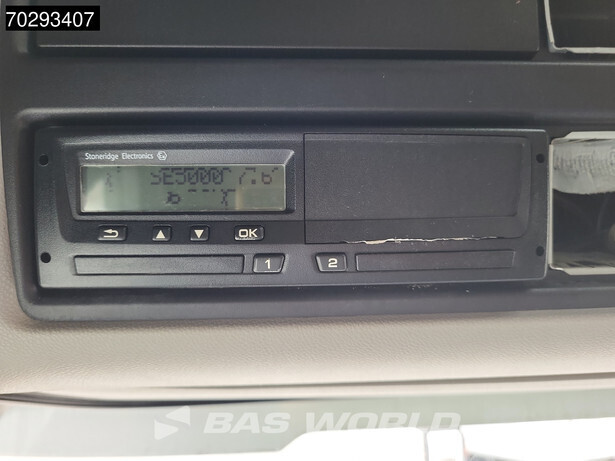 70293407
Stoneridge Electronics
SE5000 7.6
OK
1
2
BAS WORLD